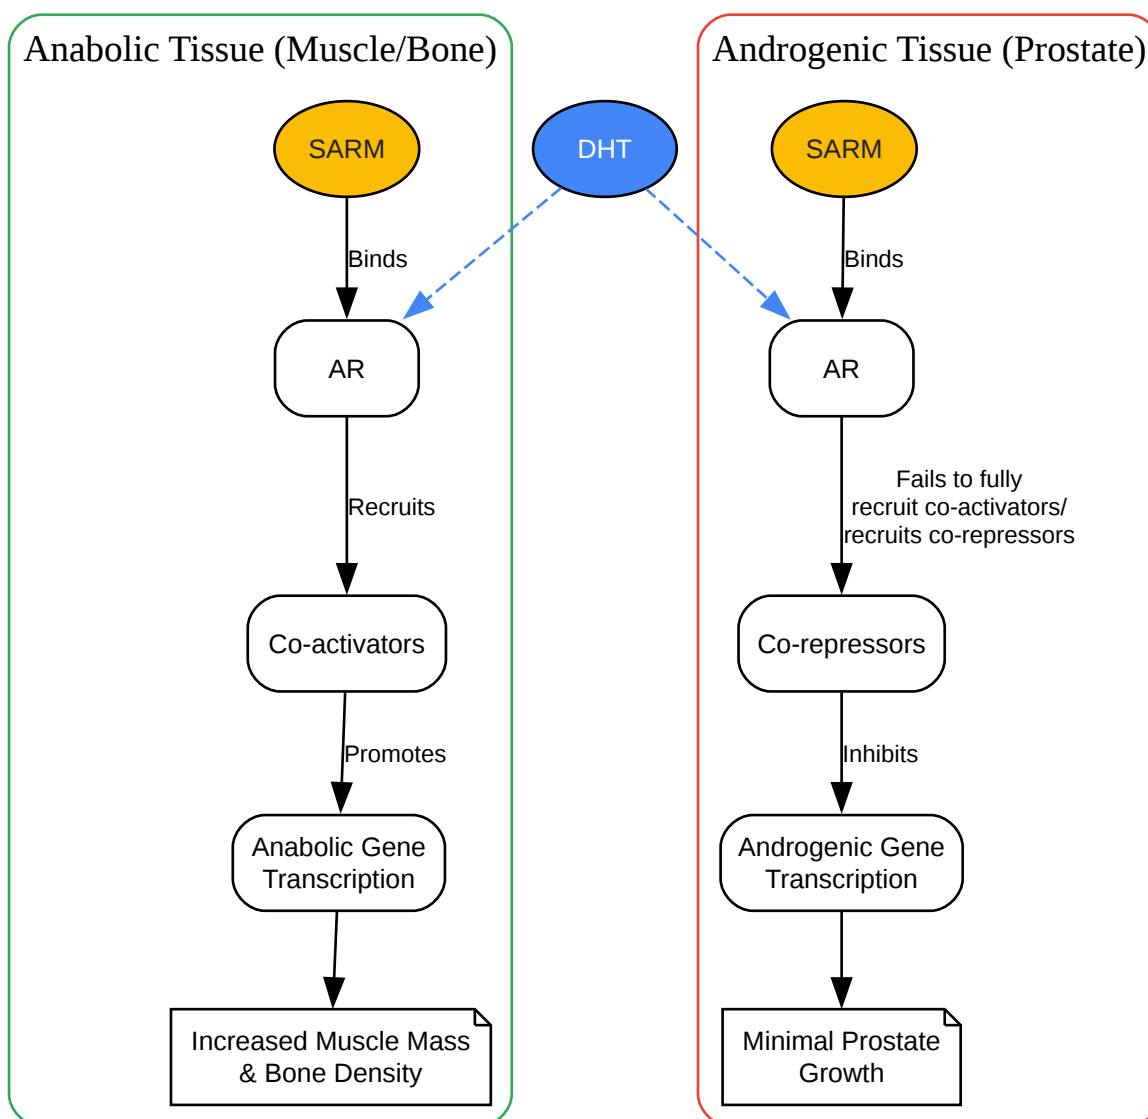 Anabolic Tissue (Muscle/Bone)
SARM
Binds
AR
Recruits
Co-activators
Promotes
Anabolic Gene
Transcription
Increased Muscle Mass
& Bone Density
DHT
Androgenic Tissue (Prostate)
SARM
Binds
AR
Fails to fully
recruit co-activators/
recruits co-repressors
Co-repressors
Inhibits
Androgenic Gene
Transcription
Minimal Prostate
Growth